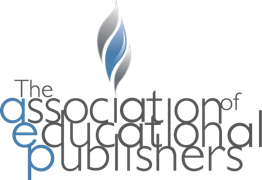 The
association of
educational
publishers